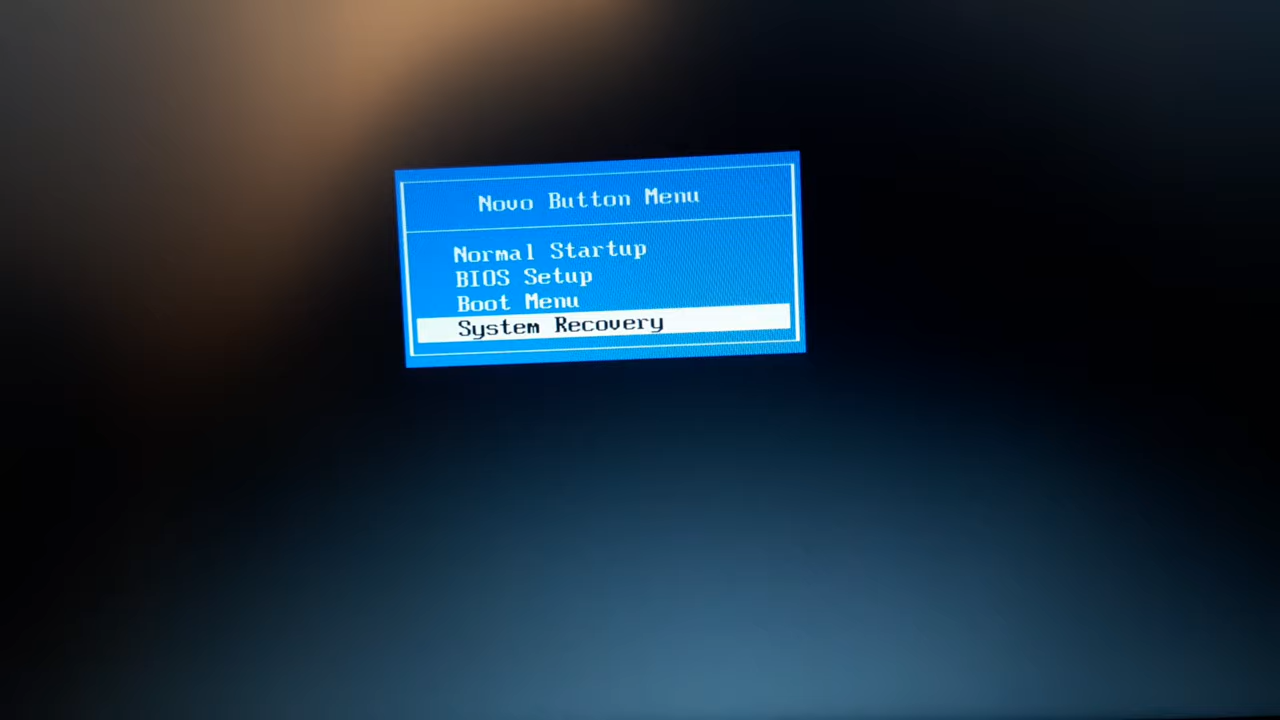 Novo Button Menu
Normal Startup
BIOS Setup
Boot Menu
System Recovery